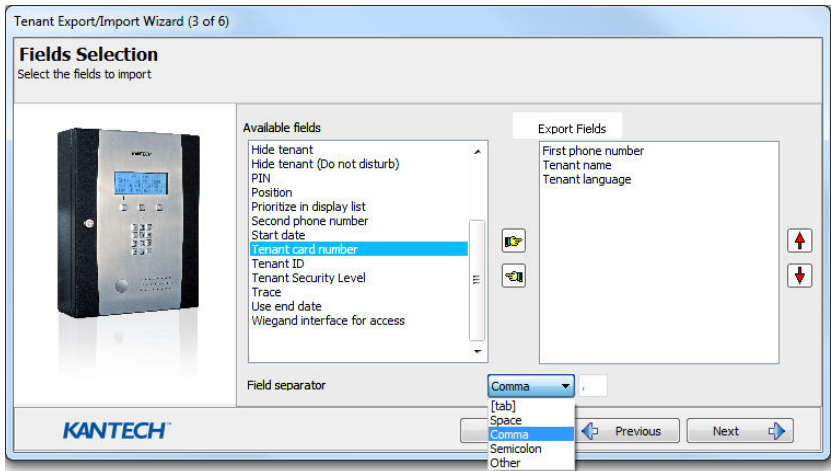 Tenant Export/Import Wizard (3 of 6)
Fields Selection
Select the fields to import
Available fields
Hide tenant
Hide tenant (Do not disturb)
PIN
Position
Prioritize in display list
Second phone number
Start date
Tenant card number
Tenant ID
Tenant Security Level
Trace
Use end date
Wiegand interface for access
Export Fields
First phone number
Tenant name
Tenant language
KANTECH
Field separator
Comma
,
[tab]
Space
Comma
Semicolon
Other
KANTECH
Previous
Next